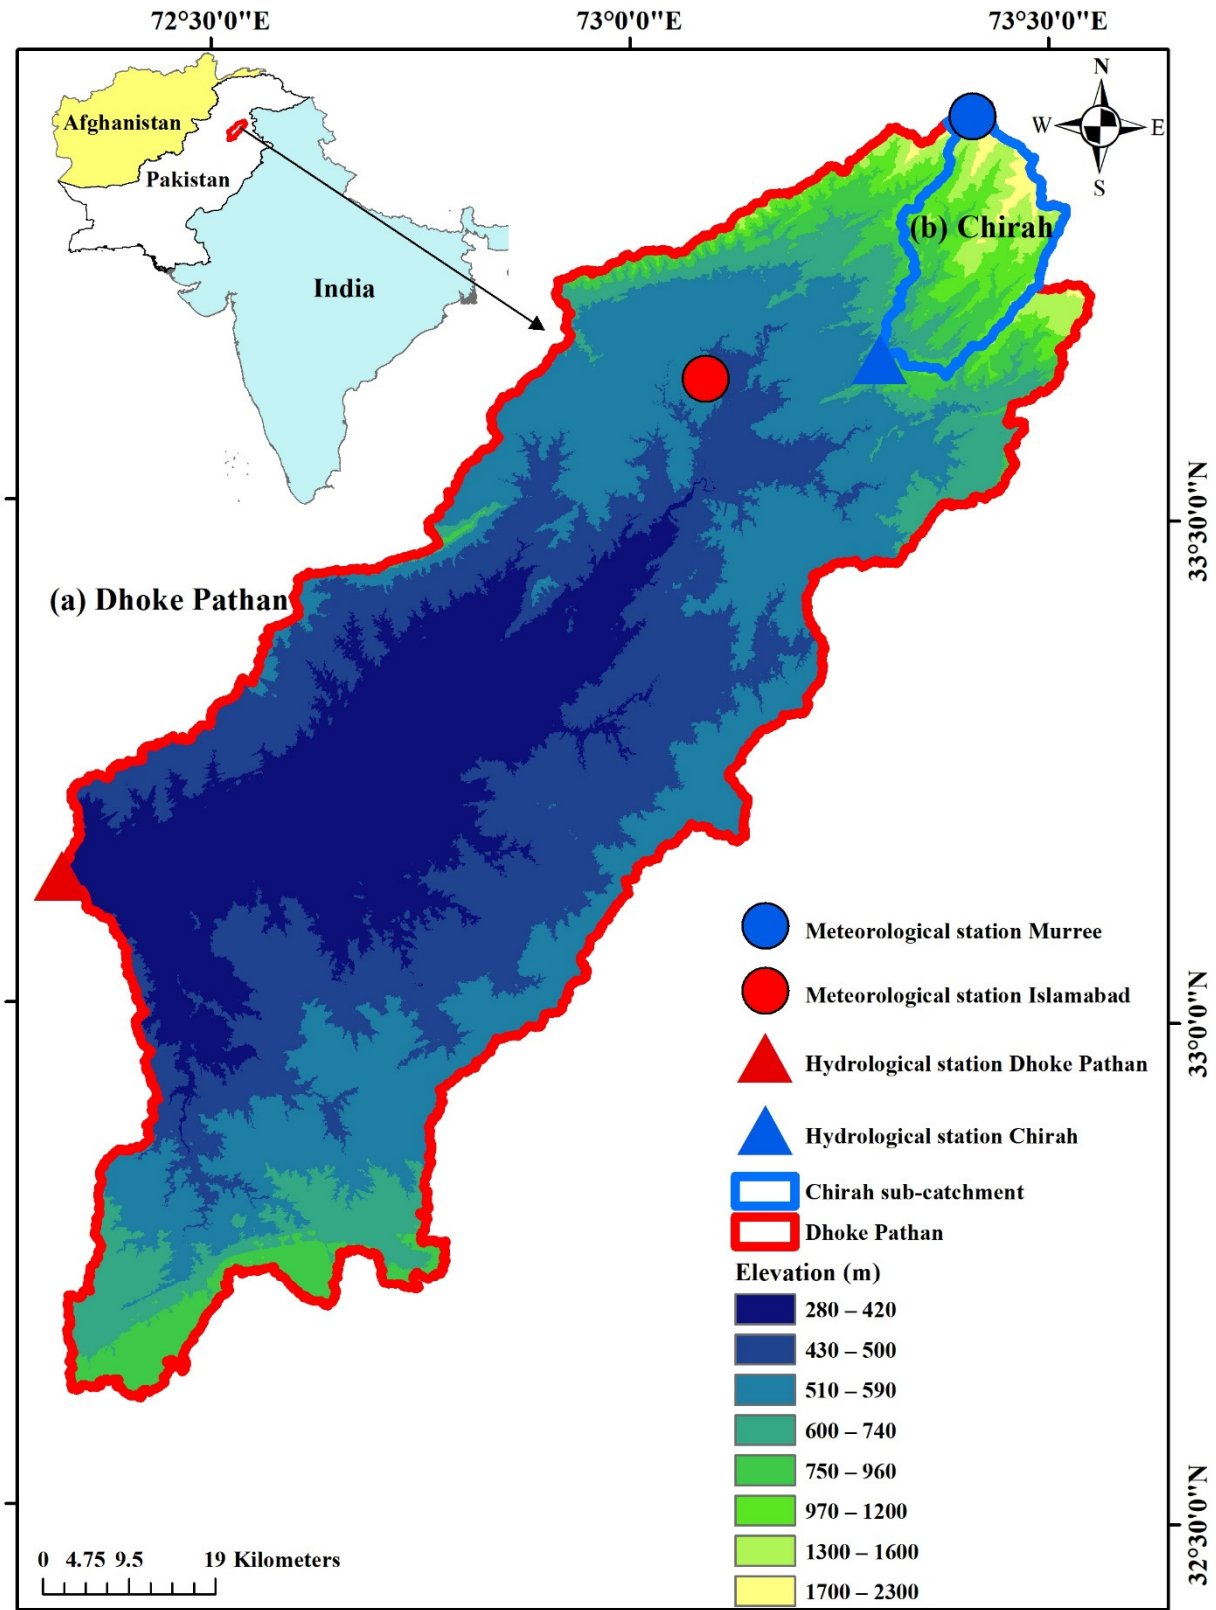 72°30'0"E
73°0'0"E
73°30'0"E
N
W
E
S
Afghanistan
Pakistan
India
(b) Chirah
(a) Dhoke Pathan
33°30'0"N
33°0'0"N
32°30'0"N
Meteorological station Murree
Meteorological station Islamabad
Hydrological station Dhoke Pathan
Hydrological station Chirah
Chirah sub-catchment
Dhoke Pathan
Elevation (m)
280 – 420
430 – 500
510 – 590
600 – 740
750 – 960
970 – 1200
1300 – 1600
1700 – 2300
0 4.75 9.5 19 Kilometers